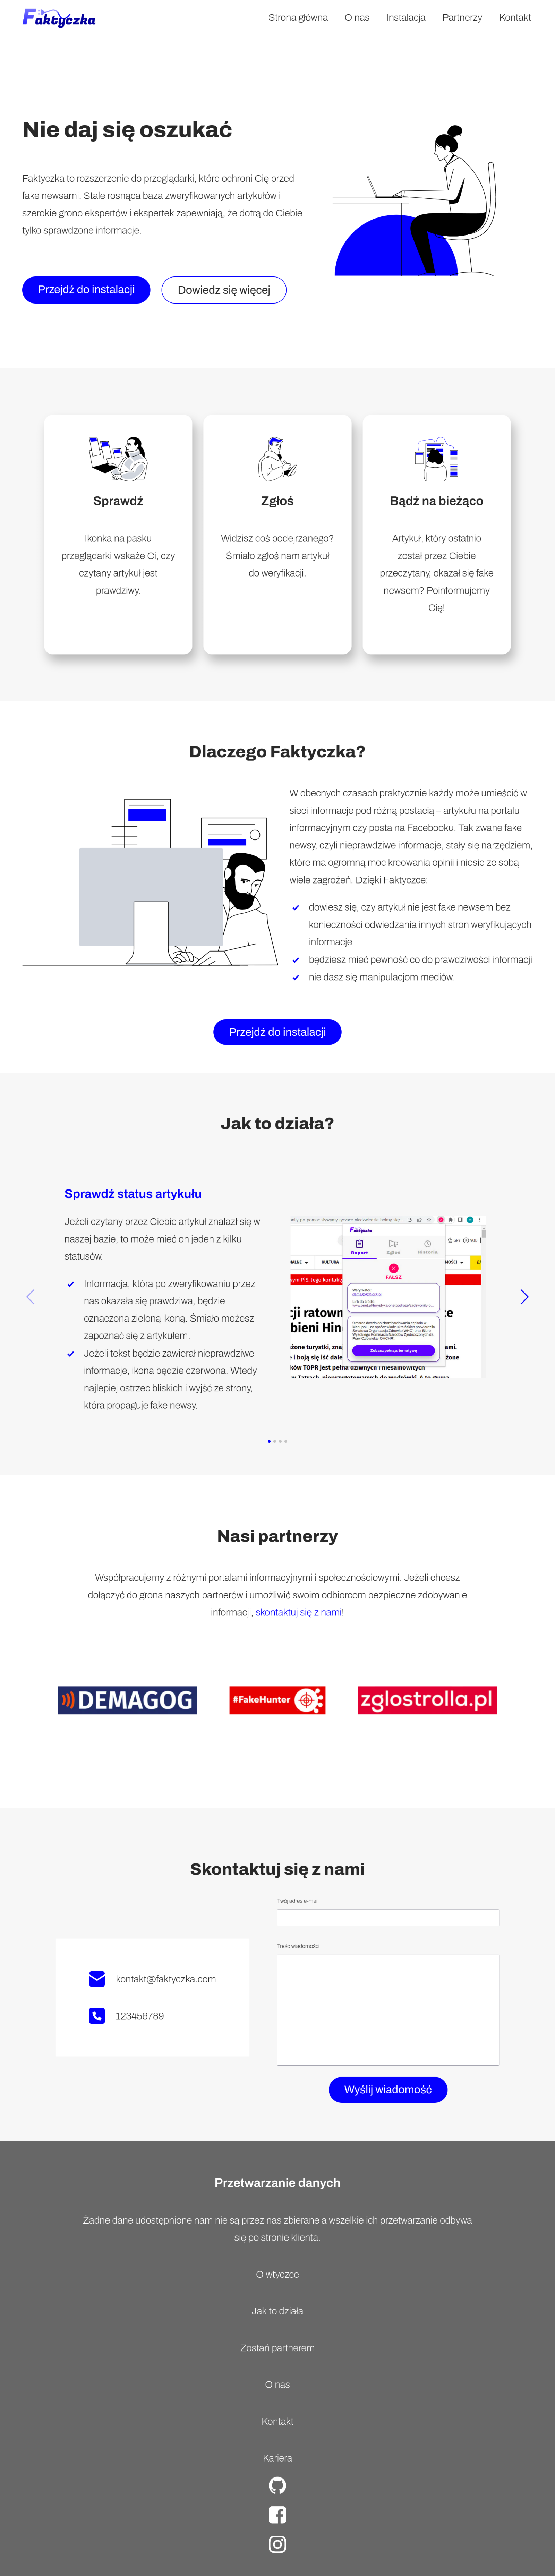 Faktyczka
Strona główna
O nas
Instalacja
Partnerzy
Kontakt
Nie daj się oszukać
Faktyczka to rozszerzenie do przeglądarki, które ochroni Cię przed
fake newsami. Stale rosnąca baza zweryfikowanych artykułów i
szerokie grono ekspertów i ekspertek zapewniają, że dotrą do Ciebie
tylko sprawdzone informacje.
Przejdź do instalacji
Dowiedz się więcej
Sprawdź
Ikonka na pasku
przeglądarki wskaże Ci, czy
czytany artykuł jest
prawdziwy.
Zgłoś
Widzisz coś podejrzanego?
Śmiało zgłoś nam artykuł
do weryfikacji.
Bądź na bieżąco
Artykuł, który ostatnio
został przez Ciebie
przeczytany, okazał się fake
newsem? Poinformujemy
Cię!
Dlaczego Faktyczka?
W obecnych czasach praktycznie każdy może umieścić w
sieci informacje pod różną postacią – artykułu na portalu
informacyjnym czy posta na Facebooku. Tak zwane fake
newsy, czyli nieprawdziwe informacje, stały się narzędziem,
które ma ogromną moc kreowania opinii i niesie ze sobą
wiele zagrożeń. Dzięki Faktyczce:
dowiesz się, czy artykuł nie jest fake newsem bez
konieczności odwiedzania innych stron weryfikujących
informacje
będziesz mieć pewność co do prawdziwości informacji
nie dasz się manipulacjom mediów.
Przejdź do instalacji
Jak to działa?
Sprawdź status artykułu
Jeżeli czytany przez Ciebie artykuł znalazł się w
naszej bazie, to może mieć on jeden z kilku
statusów.
Informacja, która po zweryfikowaniu przez
nas okazała się prawdziwa, będzie
oznaczona zieloną ikoną. Śmiało możesz
zapoznać się z artykułem.
Jeżeli tekst będzie zawierał nieprawdziwe
informacje, ikona będzie czerwona. Wtedy
najlepiej ostrzec bliskich i wyjść ze strony,
która propaguje fake newsy.
Faktyczka
Raport
Zgłoś
Historia
FAŁSZ
Zobacz pełną alternatywę
Nasi partnerzy
Współpracujemy z różnymi portalami informacyjnymi i społecznościowymi. Jeżeli chcesz
dołączyć do grona naszych partnerów i umożliwić swoim odbiorcom bezpieczne zdobywanie
informacji, skontaktuj się z nami!
DEMAGOG
#FakeHunter
zglostrolla.pl
Skontaktuj się z nami
Twój adres e-mail
Treść wiadomości
kontakt@faktyczka.com
123456789
Wyślij wiadomość
Przetwarzanie danych
Żadne dane udostępnione nam nie są przez nas zbierane a wszelkie ich przetwarzanie odbywa
się po stronie klienta.
O wtyczce
Jak to działa
Zostań partnerem
O nas
Kontakt
Kariera